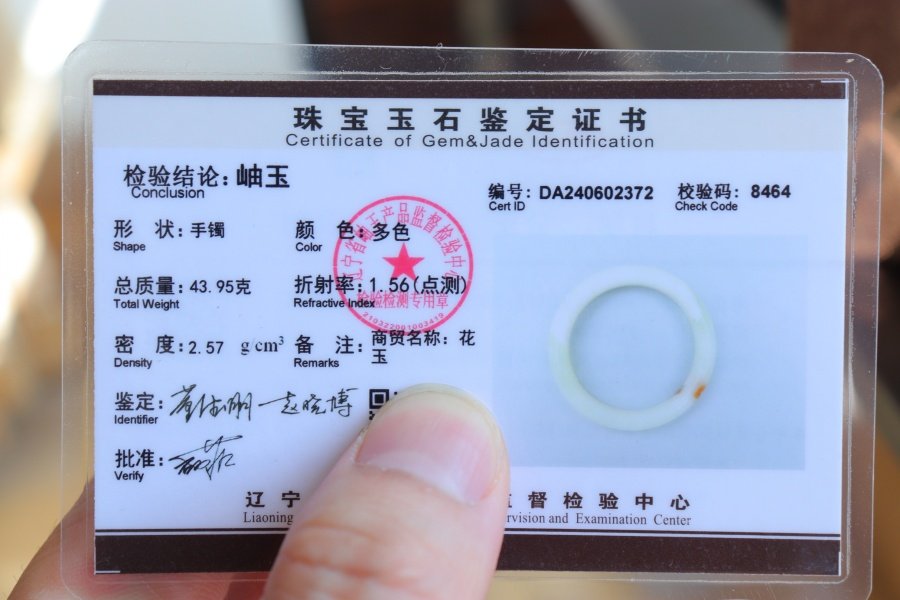 珠宝玉石鉴定证书
Certificate of Gem&Jade Identification
检验结论：岫玉
Conclusion
编号：DA240602372 校验码：8464
Cert ID Check Code
形 状：手镯 颜 色：多色
Shape Color
总质量：43.95克 折射率：1.56(点测)
Total Weight Refractive Index
密 度：2.57 g/cm³ 备 注：商贸名称：花玉
Density Remarks
鉴定：
Identifier
批准：
Verify
辽宁 督检验中心
Liaoning and Examination Center